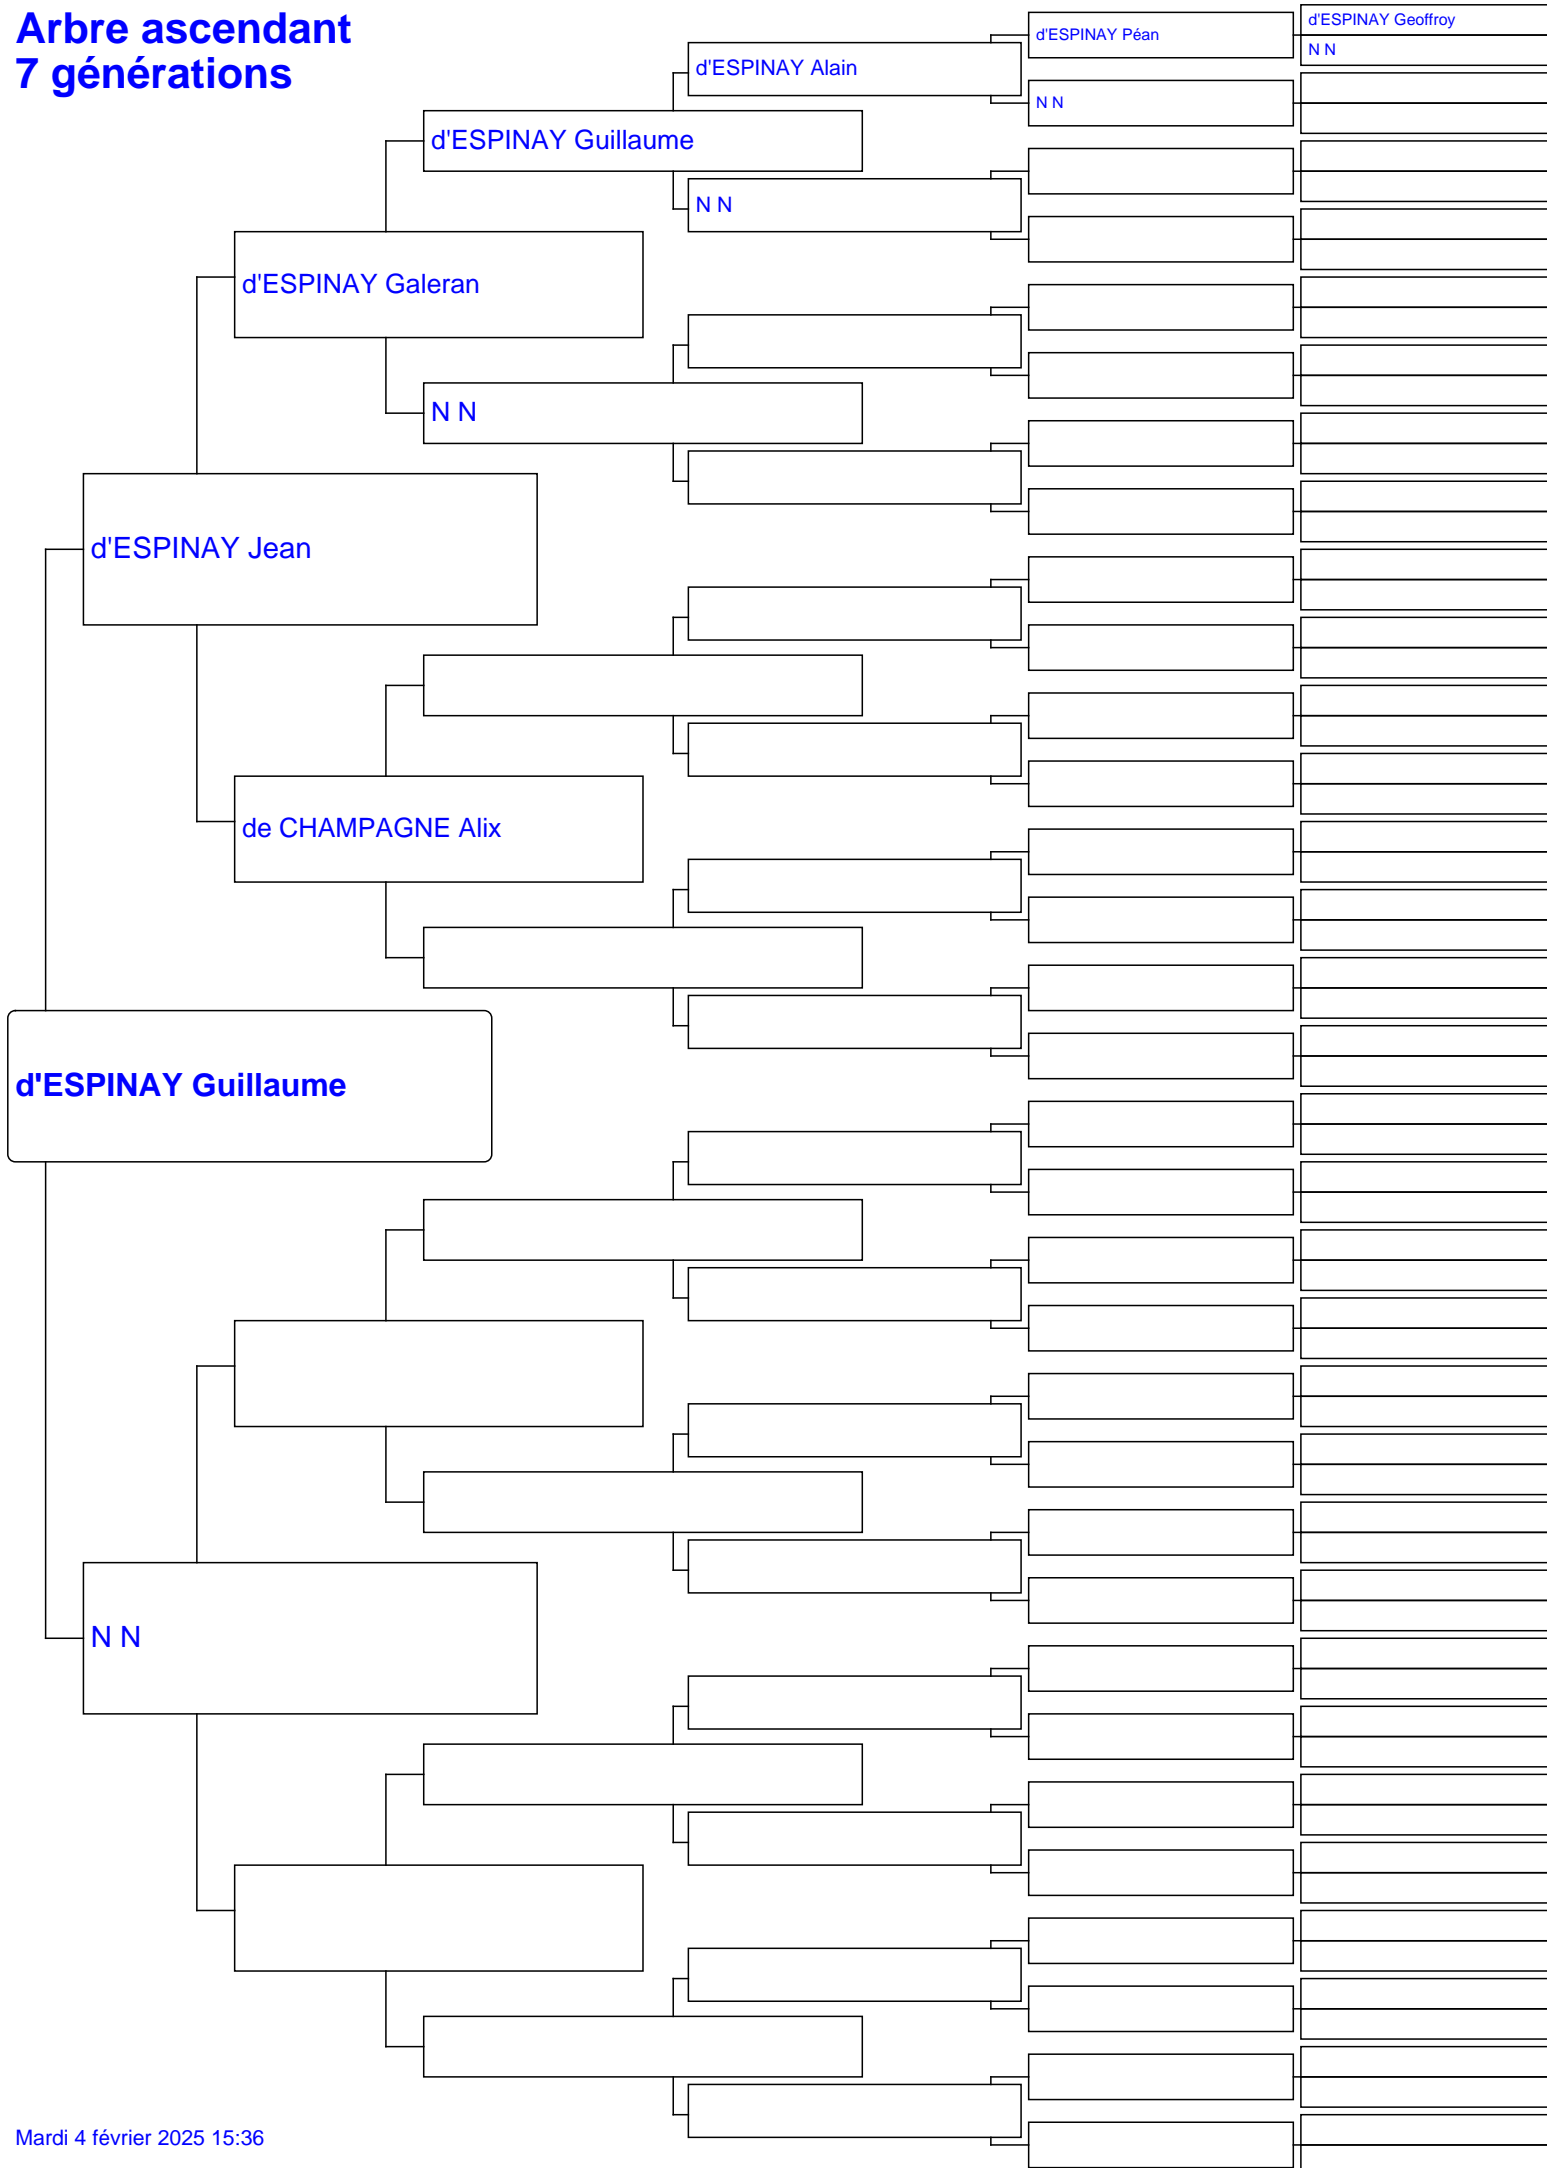 Arbre ascendant
7 générations
d'ESPINAY Geoffroy
d'ESPINAY Péan
N N
d'ESPINAY Alain
N N
d'ESPINAY Guillaume
N N
d'ESPINAY Galeran
N N
d'ESPINAY Jean
de CHAMPAGNE Alix
d'ESPINAY Guillaume
N N
Mardi 4 février 2025 15:36